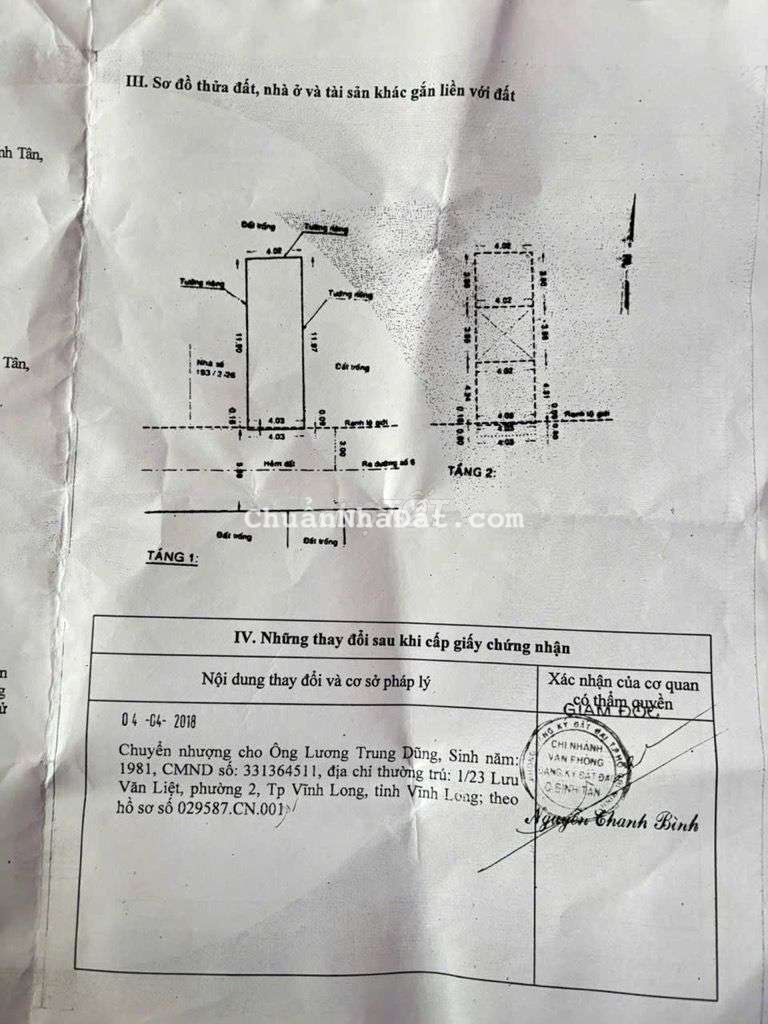 III. Sơ đồ thửa đất, nhà ở và tài sản khác gắn liền với đất
nh Tân,
Tân,
Đất trống
Tường riêng
4.02
Tường riêng
Tường riêng
11.97
Nhà số
193/2-26
Đất trống
0.18
4.03
4.03
Ranh lộ giới
3.00
Hẻm đất
Ra đường số 6
Đất trống
Đất trống
TẦNG 1:
4.02
4.02
4.02
Ranh lộ giới
TẦNG 2:
ChuẩnNhàĐất.com
IV. Những thay đổi sau khi cấp giấy chứng nhận
Nội dung thay đổi và cơ sở pháp lý
Xác nhận của cơ quan
có thẩm quyền
04 -04- 2018
Chuyển nhượng cho Ông Lương Trung Dũng, Sinh năm:
1981, CMND số: 331364511, địa chỉ thường trú: 1/23 Lưu
Văn Liệt, phường 2, Tp Vĩnh Long, tỉnh Vĩnh Long; theo
hồ sơ số 029587.CN.001
GIÁM ĐỐC
CHI NHÁNH
VĂN PHÒNG
ĐĂNG KÝ ĐẤT ĐAI
Q.BÌNH TÂN
Nguyễn Thanh Bình